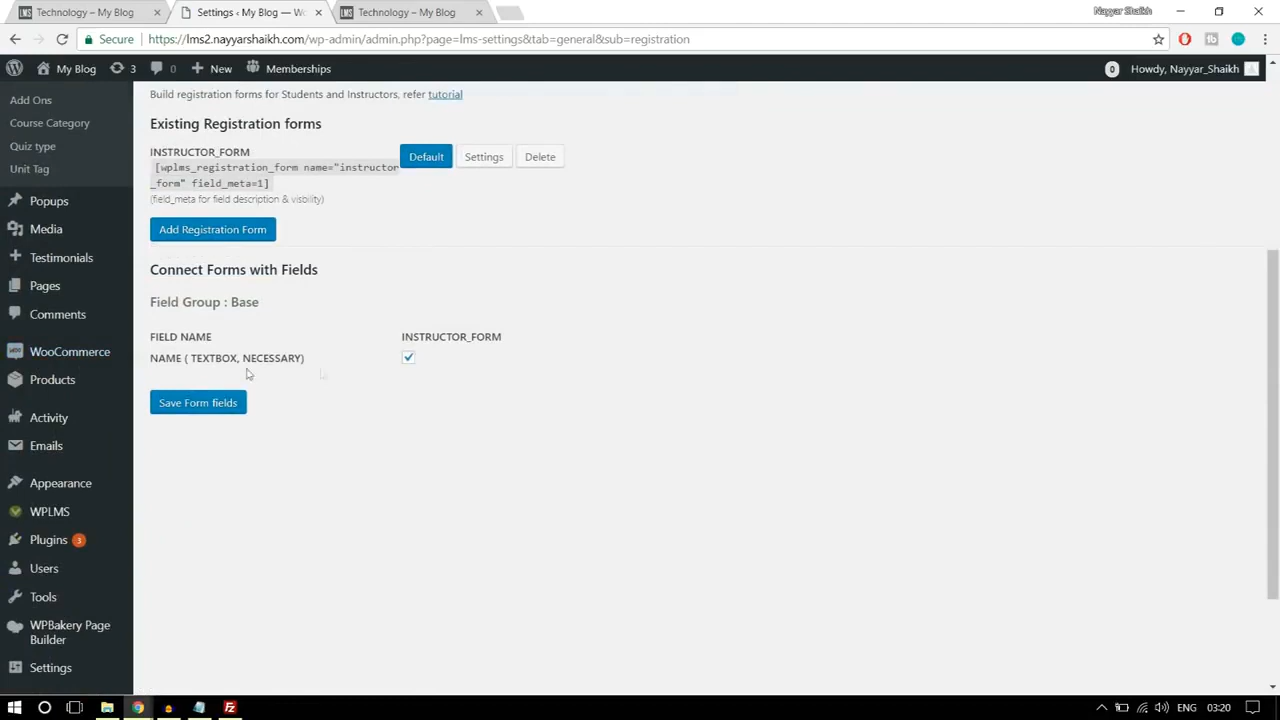 Technology – My Blog
Settings ‹ My Blog — W
Technology – My Blog
Nayyar Shaikh
Secure
https://lms2.nayyarshaikh.com/wp-admin/admin.php?page=lms-settings&tab=general&sub=registration
My Blog
3
0
New
Memberships
0
Howdy, Nayyar_Shaikh
Add Ons
Course Category
Quiz type
Unit Tag
Popups
Media
Testimonials
Pages
Comments
WooCommerce
Products
Activity
Emails
Appearance
WPLMS
Plugins 3
Users
Tools
WPBakery Page
Builder
Settings
Build registration forms for Students and Instructors, refer tutorial
Existing Registration forms
INSTRUCTOR_FORM
[wplms_registration_form name="instructor
_form" field_meta=1]
(field_meta for field description & visbility)
Default
Settings
Delete
Add Registration Form
Connect Forms with Fields
Field Group : Base
FIELD NAME
INSTRUCTOR_FORM
NAME ( TEXTBOX, NECESSARY)
Save Form fields
ENG
03:20